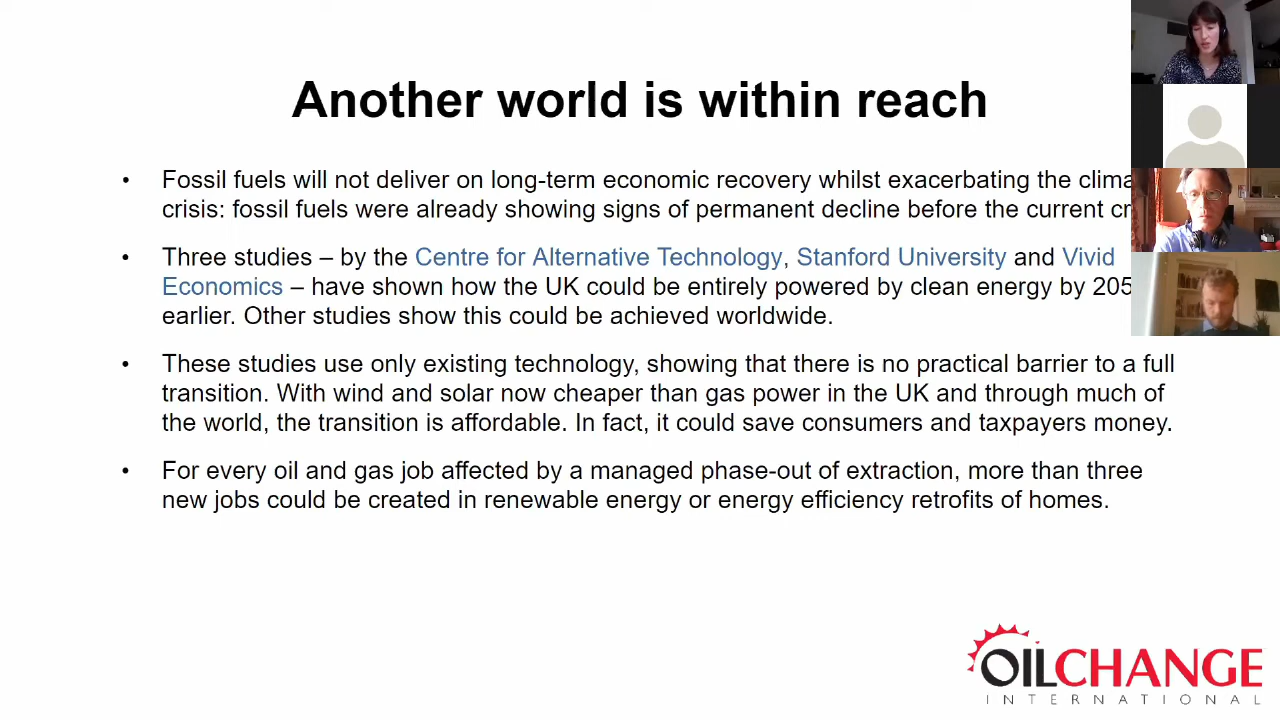 Another world is within reach
• Fossil fuels will not deliver on long-term economic recovery whilst exacerbating the
crisis: fossil fuels were already showing signs of permanent decline before the current
• Three studies – by the Centre for Alternative Technology, Stanford University and Vivid
Economics – have shown how the UK could be entirely powered by clean energy by
earlier. Other studies show this could be achieved worldwide.
• These studies use only existing technology, showing that there is no practical barrier to a full
transition. With wind and solar now cheaper than gas power in the UK and through much of
the world, the transition is affordable. In fact, it could save consumers and taxpayers money.
• For every oil and gas job affected by a managed phase-out of extraction, more than three
new jobs could be created in renewable energy or energy efficiency retrofits of homes.
OILCHANGE
INTERNATIONAL